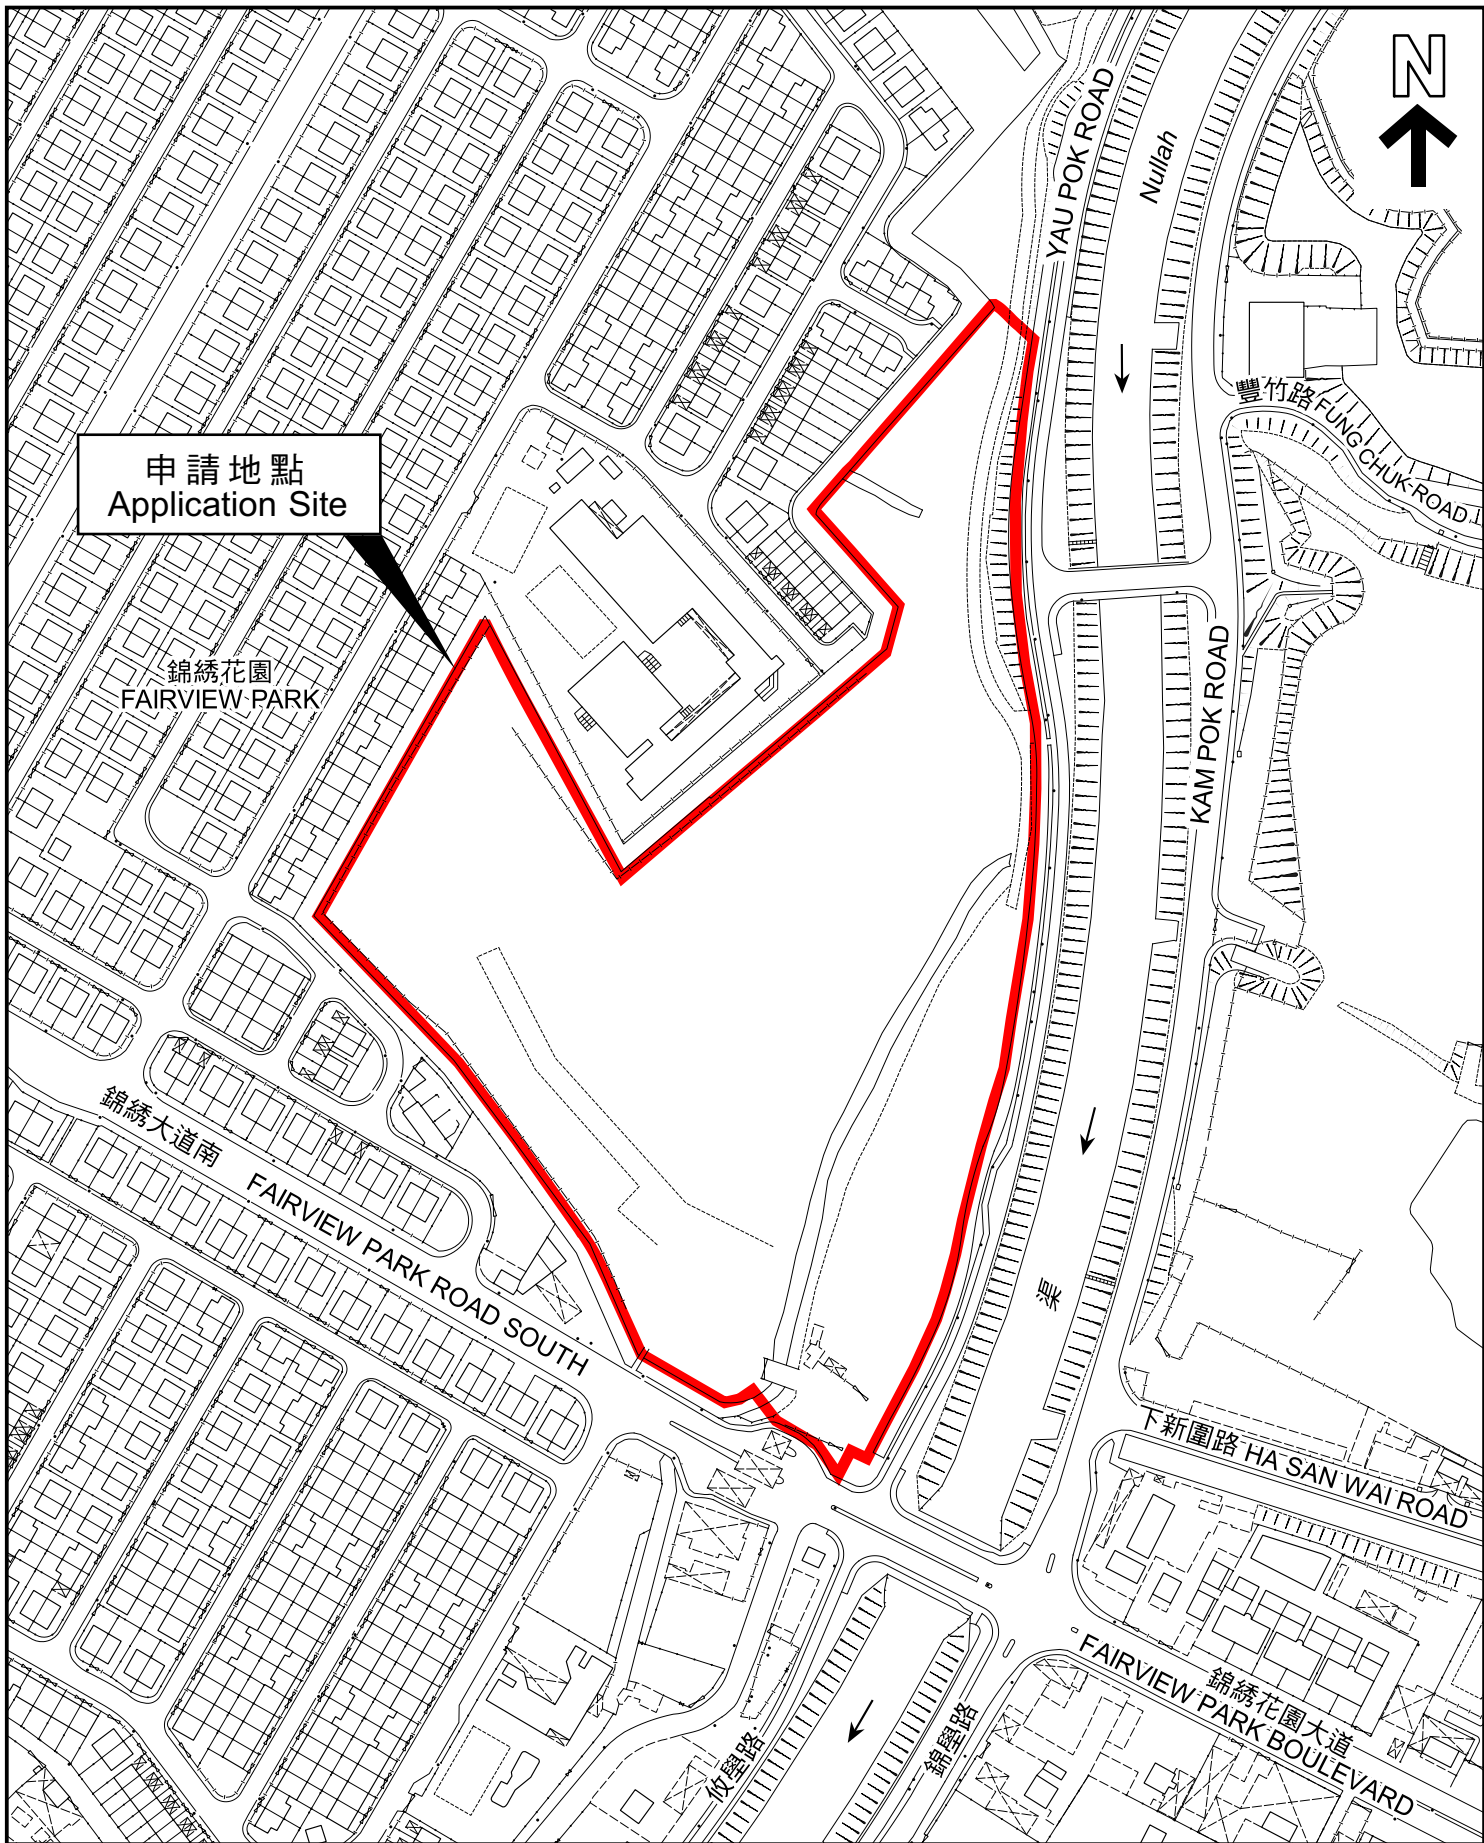 N
YAU POK ROAD
Nullah
豐竹路 FUNG CHUK ROAD
申請地點
Application Site
錦綉花園
FAIRVIEW PARK
KAM POK ROAD
錦綉大道南 FAIRVIEW PARK ROAD SOUTH
渠
下新圍路 HA SAN WAI ROAD
錦綉花園大道
FAIRVIEW PARK BOULEVARD
攸壆路
錦壆路